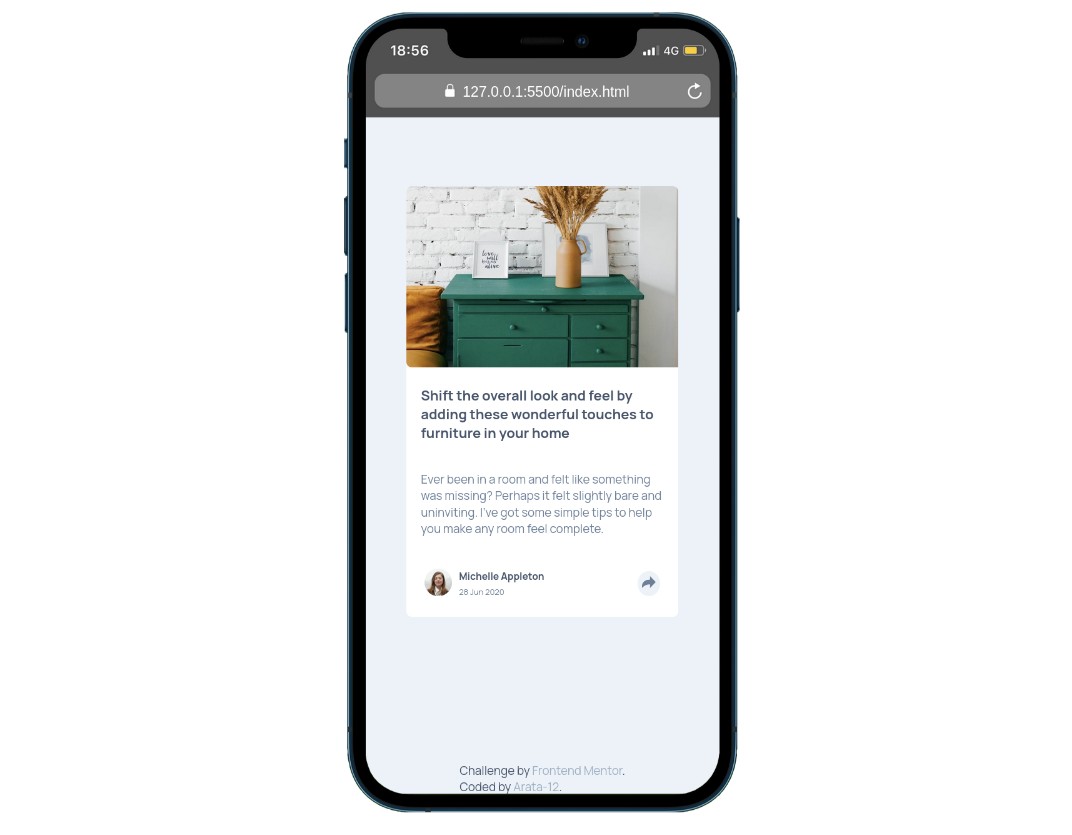 18:56
4G
127.0.0.1:5500/index.html
Shift the overall look and feel by
adding these wonderful touches to
furniture in your home
Ever been in a room and felt like something
was missing? Perhaps it felt slightly bare and
uninviting. I've got some simple tips to help
you make any room feel complete.
Michelle Appleton
28 Jun 2020
Challenge by Frontend Mentor.
Coded by Arata-12.